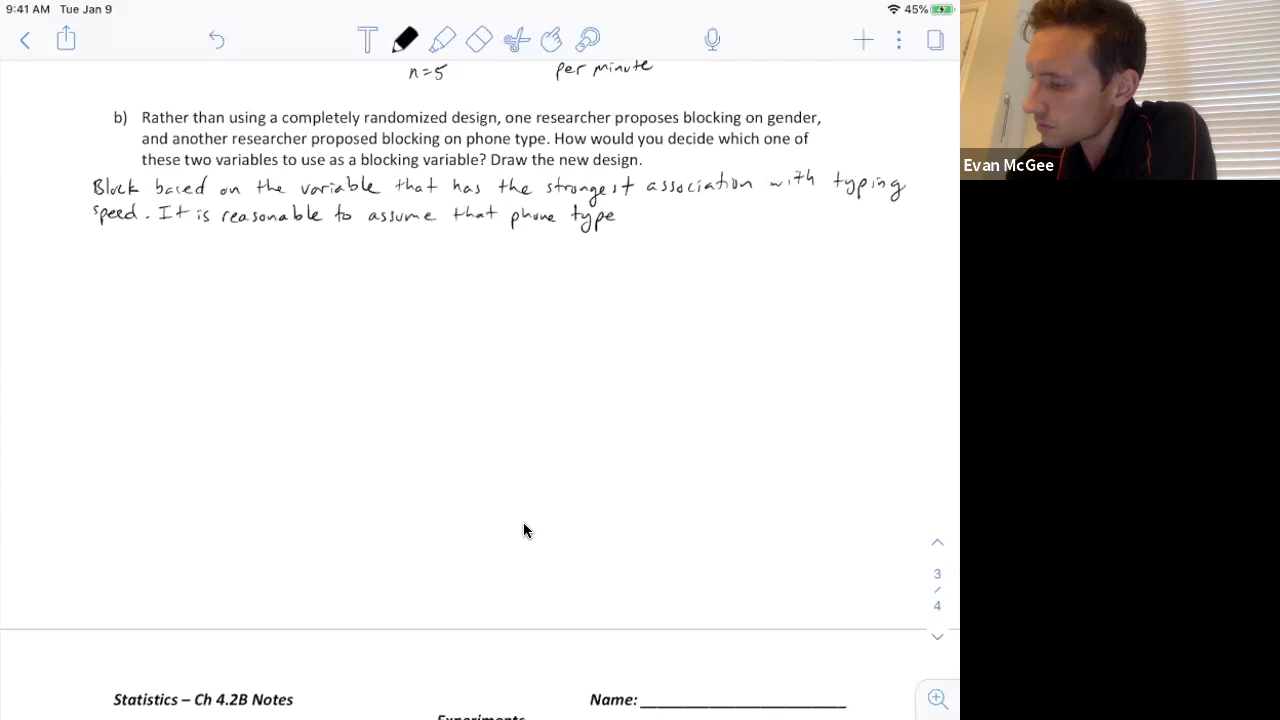 9:41 AM Tue Jan 9
45%
n=5
per minute
b) Rather than using a completely randomized design, one researcher proposes blocking on gender,
and another researcher proposed blocking on phone type. How would you decide which one of
these two variables to use as a blocking variable? Draw the new design.
Block based on the variable that has the strongest association with typing
speed. It is reasonable to assume that phone type
Evan McGee
3
/
4
Statistics – Ch 4.2B Notes
Name: ____________________
Experiments